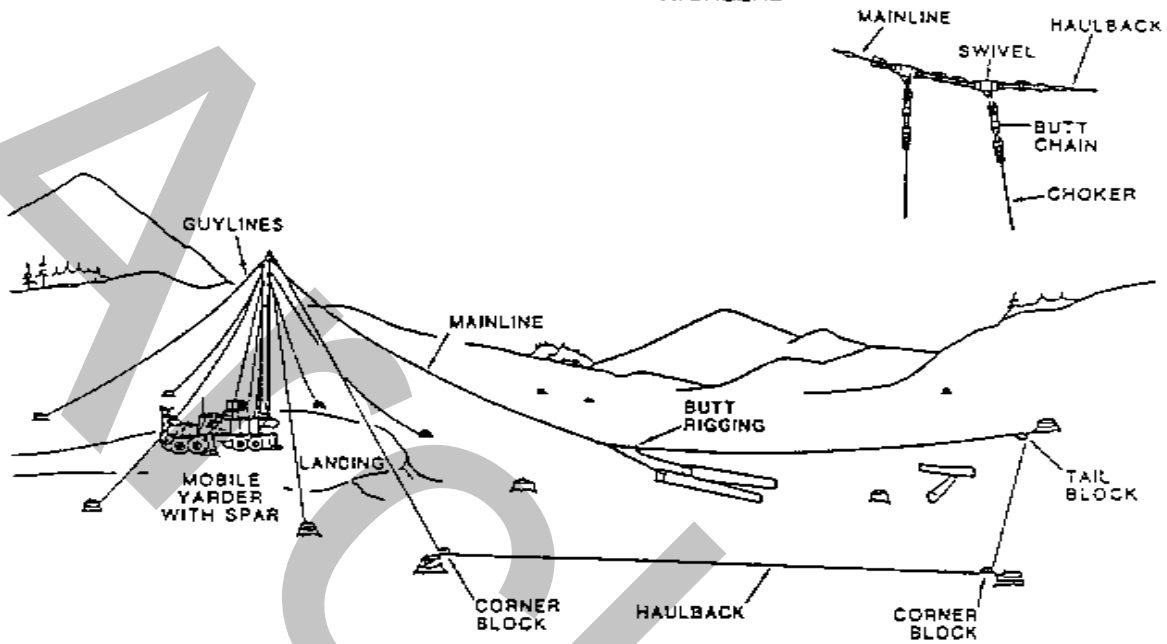 MAINLINE
HAULBACK
SWIVEL
BUTT
CHAIN
CHOKER
GUYLINES
MAINLINE
BUTT
RIGGING
LANDING
MOBILE
YARDER
WITH SPAR
TAIL
BLOCK
CORNER
BLOCK
HAULBACK
CORNER
BLOCK